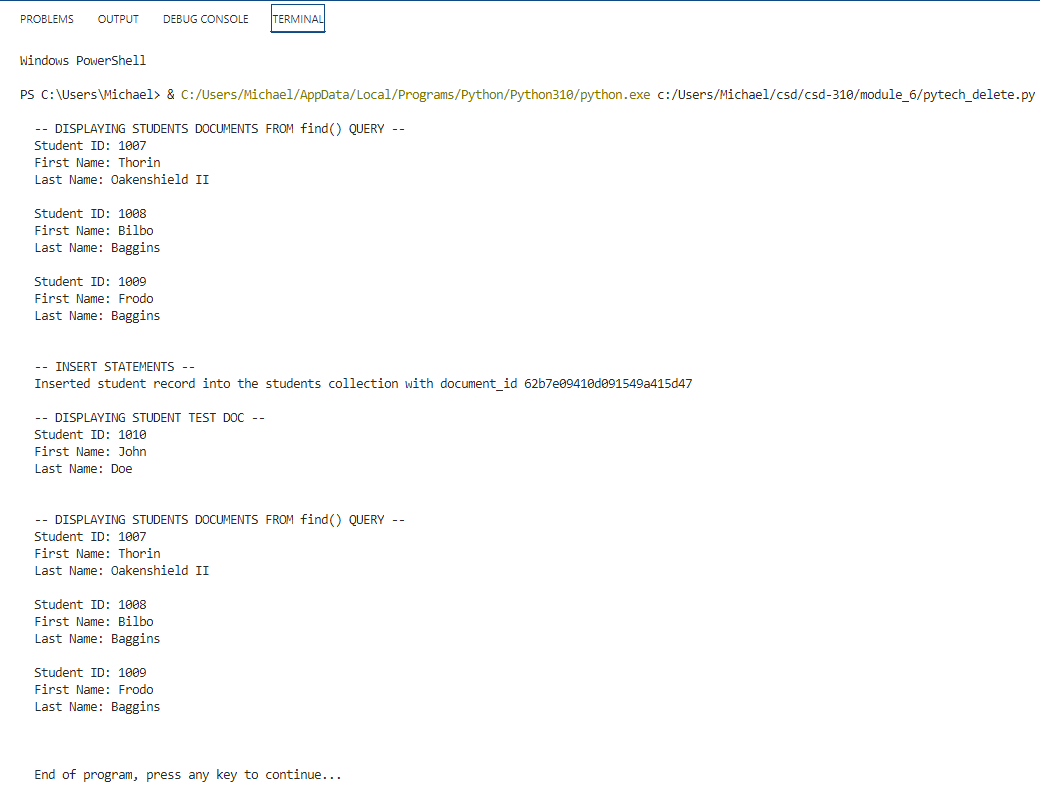 PROBLEMS OUTPUT DEBUG CONSOLE TERMINAL
Windows PowerShell
PS C:\Users\Michael> & C:/Users/Michael/AppData/Local/Programs/Python/Python310/python.exe c:/Users/Michael/csd/csd-310/module_6/pytech_delete.py
-- DISPLAYING STUDENTS DOCUMENTS FROM find() QUERY --
Student ID: 1007
First Name: Thorin
Last Name: Oakenshield II
Student ID: 1008
First Name: Bilbo
Last Name: Baggins
Student ID: 1009
First Name: Frodo
Last Name: Baggins
-- INSERT STATEMENTS --
Inserted student record into the students collection with document_id 62b7e09410d091549a415d47
-- DISPLAYING STUDENT TEST DOC --
Student ID: 1010
First Name: John
Last Name: Doe
-- DISPLAYING STUDENTS DOCUMENTS FROM find() QUERY --
Student ID: 1007
First Name: Thorin
Last Name: Oakenshield II
Student ID: 1008
First Name: Bilbo
Last Name: Baggins
Student ID: 1009
First Name: Frodo
Last Name: Baggins
End of program, press any key to continue...